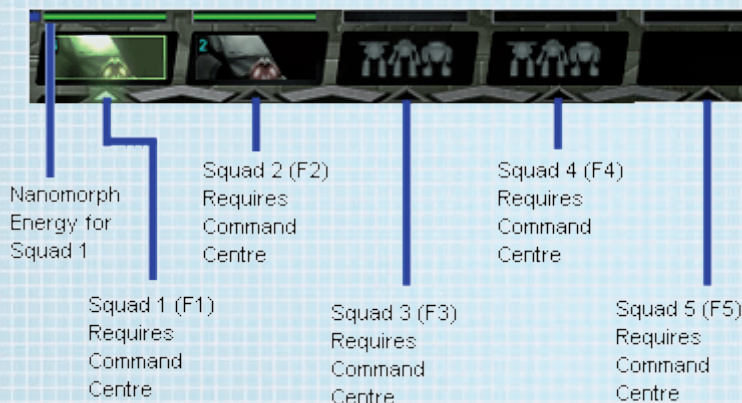 2
Nanomorph
Energy for
Squad 1
Squad 1 (F1)
Requires
Command
Centre
Squad 2 (F2)
Requires
Command
Centre
Squad 3 (F3)
Requires
Command
Centre
Squad 4 (F4)
Requires
Command
Centre
Squad 5 (F5)
Requires
Command
Centre